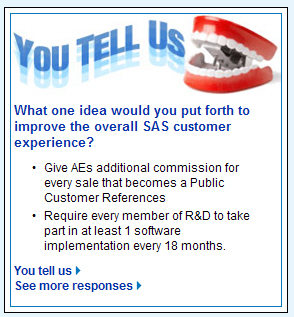 YOU TELL US
What one idea would you put forth to
improve the overall SAS customer
experience?
• Give AEs additional commission for
every sale that becomes a Public
Customer References
• Require every member of R&D to take
part in at least 1 software
implementation every 18 months.
You tell us
See more responses